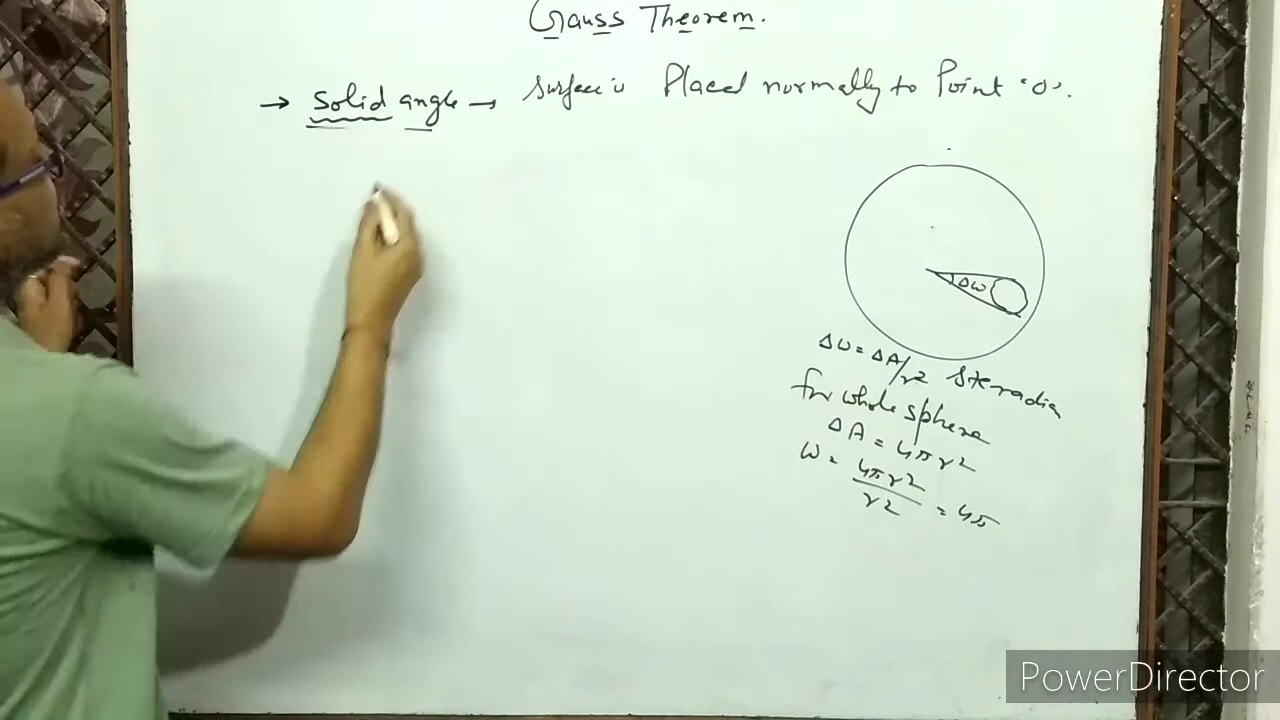 Gauss Theorem.
→ Solid angle → Surface is Placed normally to Point 'O'.
Δω
Δω = ΔA/r2 Steradian
for whole sphere
ΔA = 4πr2
ω = 4πr2/r2 = 4π
PowerDirector